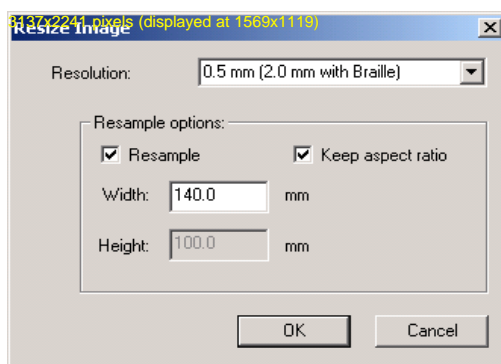 3137x2241 pixels (displayed at 1569x1119)
Resize Image
Resolution: 0.5 mm (2.0 mm with Braille)
Resample options:
Resample Keep aspect ratio
Width: 140.0 mm
Height: 100.0 mm
OK Cancel